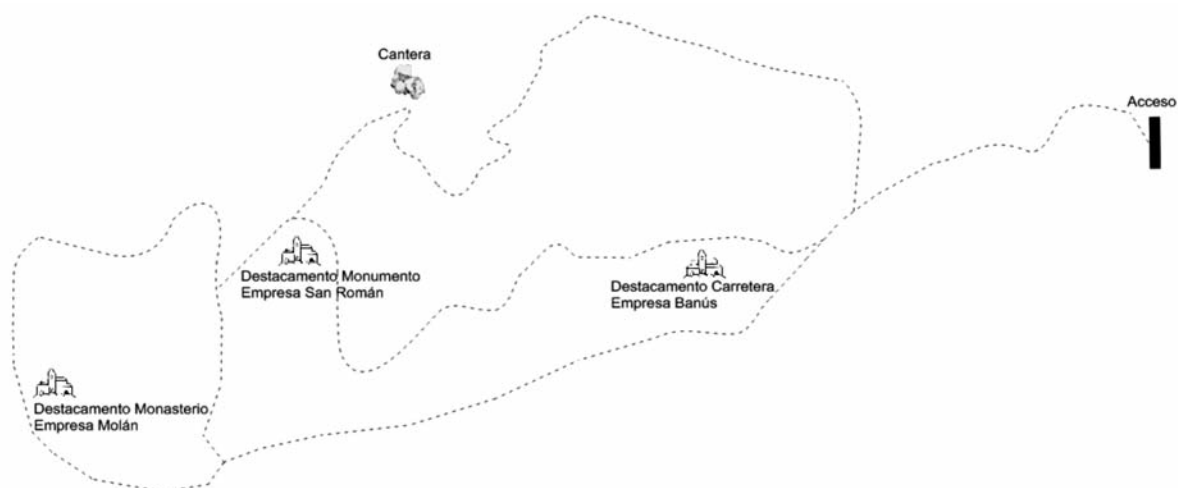 Cantera
Acceso
Destacamento Monumento
Empresa San Román
Destacamento Carretera
Empresa Banús
Destacamento Monasterio
Empresa Molán